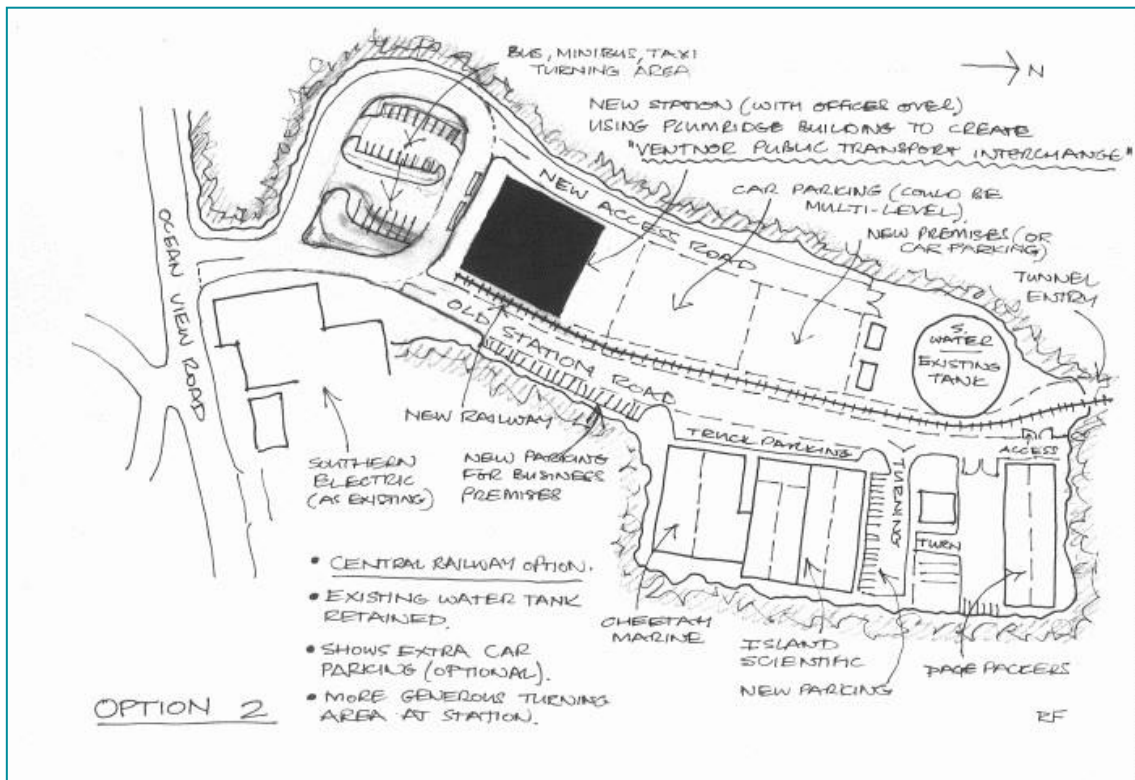 BUS, MINIBUS, TAXI
TURNING AREA
N
NEW STATION (WITH OFFICES OVER)
USING PLUMRIDGE BUILDING TO CREATE
"VENTNOR PUBLIC TRANSPORT INTERCHANGE"
NEW ACCESS ROAD
CAR PARKING (COULD BE
MULTI-LEVEL)
NEW PREMISES (OR
CAR PARKING)
TUNNEL
ENTRY
OCEAN VIEW ROAD
OLD STATION ROAD
S.
WATER
EXISTING
TANK
NEW RAILWAY
TRUCK PARKING
ACCESS
TURNING
TURN
SOUTHERN
ELECTRIC
(AS EXISTING)
NEW PARKING
FOR BUSINESS
PREMISES
• CENTRAL RAILWAY OPTION.
• EXISTING WATER TANK
RETAINED.
• SHOWS EXTRA CAR
PARKING (OPTIONAL).
• MORE GENEROUS TURNING
AREA AT STATION.
CHEETAH
MARINE
ISLAND
SCIENTIFIC
NEW PARKING
PAGE PACKERS
OPTION 2
RF